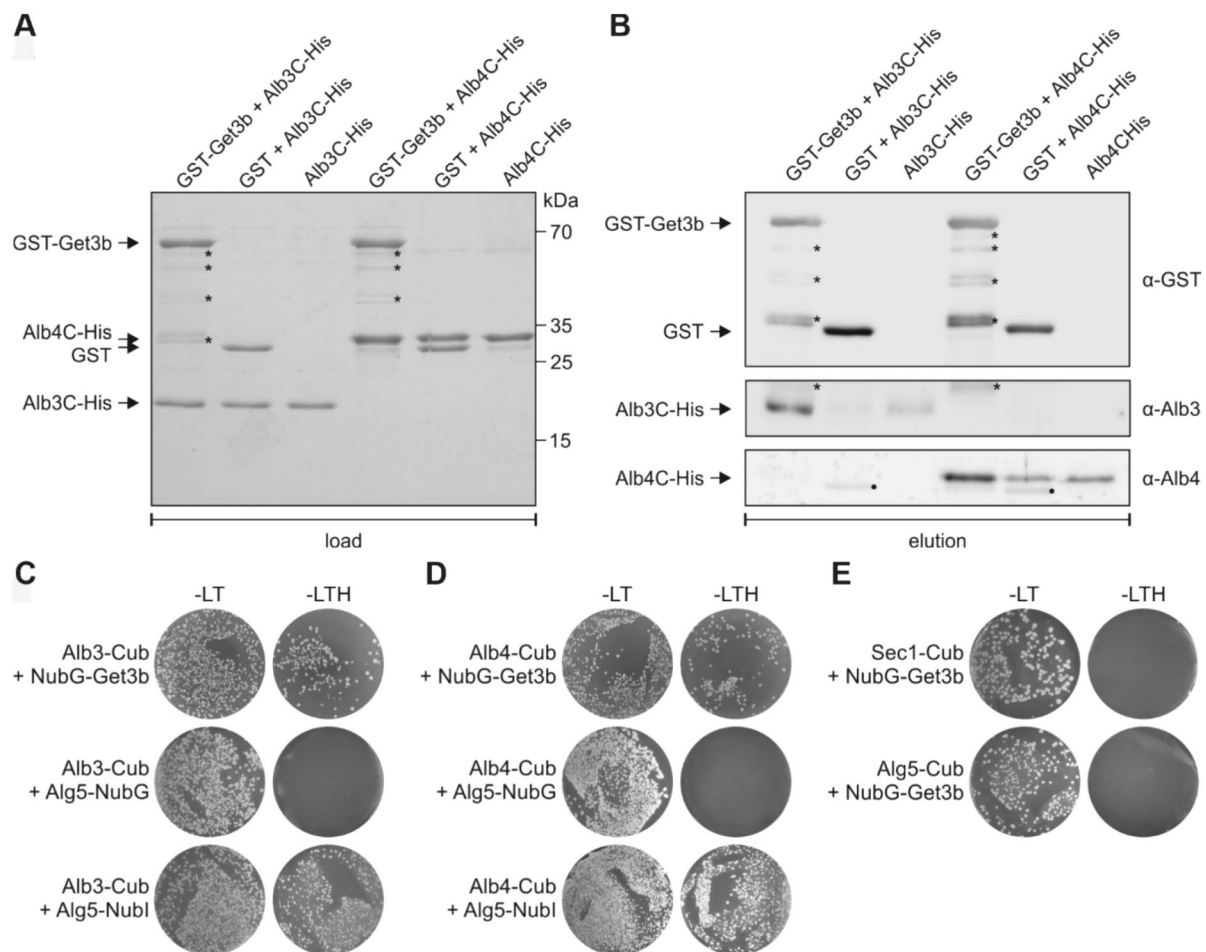 A
GST-Get3b + Alb3C-His
GST + Alb3C-His
Alb3C-His
GST-Get3b + Alb4C-His
GST + Alb4C-His
Alb4C-His
kDa
70
35
25
15
GST-Get3b
Alb4C-His
GST
Alb3C-His
*
*
*
*
*
*
*
load
B
GST-Get3b + Alb3C-His
GST + Alb3C-His
Alb3C-His
GST-Get3b + Alb4C-His
GST + Alb4C-His
Alb4CHis
GST-Get3b
GST
*
*
*
*
*
*
*
α-GST
Alb3C-His
*
*
α-Alb3
Alb4C-His
•
•
α-Alb4
elution
C
-LT
-LTH
Alb3-Cub
+ NubG-Get3b
Alb3-Cub
+ Alg5-NubG
Alb3-Cub
+ Alg5-NubI
D
-LT
-LTH
Alb4-Cub
+ NubG-Get3b
Alb4-Cub
+ Alg5-NubG
Alb4-Cub
+ Alg5-NubI
E
-LT
-LTH
Sec1-Cub
+ NubG-Get3b
Alg5-Cub
+ NubG-Get3b